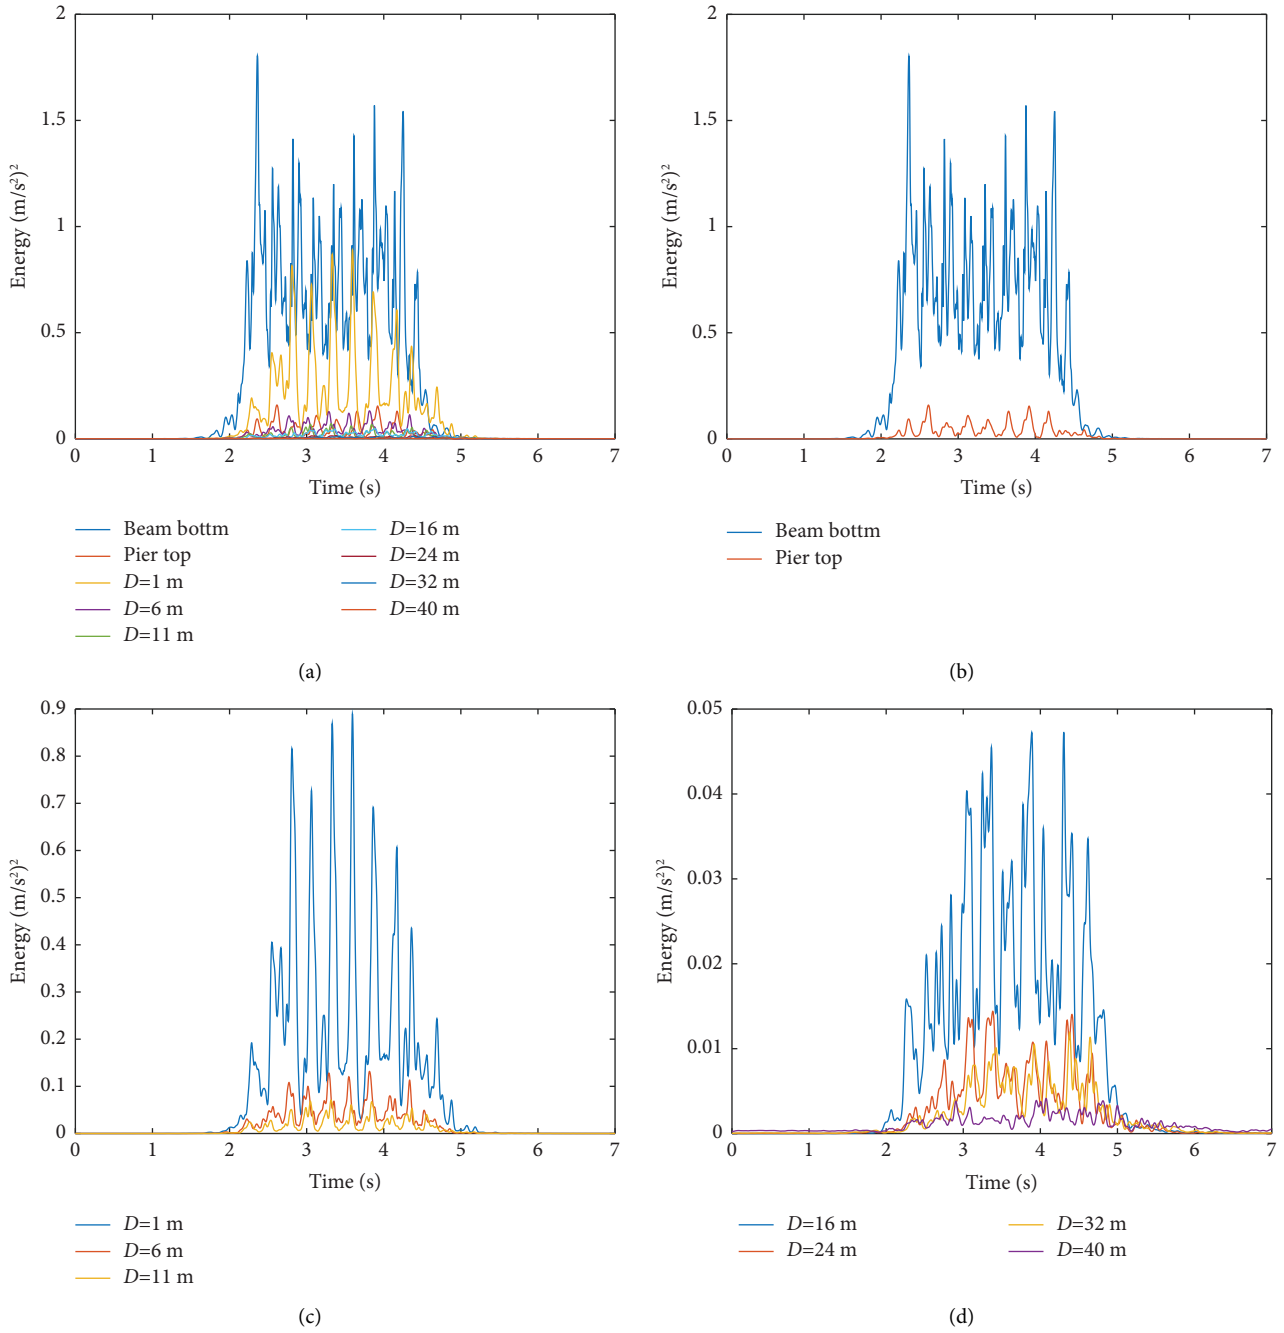 2
1.5
1
0.5
0
Energy (m/s²)²
0 1 2 3 4 5 6 7
Time (s)
Beam bottm
Pier top
D=1 m
D=6 m
D=11 m
D=16 m
D=24 m
D=32 m
D=40 m
(a)
2
1.5
1
0.5
0
Energy (m/s²)²
0 1 2 3 4 5 6 7
Time (s)
Beam bottm
Pier top
(b)
0.9
0.8
0.7
0.6
0.5
0.4
0.3
0.2
0.1
0
Energy (m/s²)²
0 1 2 3 4 5 6 7
Time (s)
D=1 m
D=6 m
D=11 m
(c)
0.05
0.04
0.03
0.02
0.01
0
Energy (m/s²)²
0 1 2 3 4 5 6 7
Time (s)
D=16 m
D=24 m
D=32 m
D=40 m
(d)